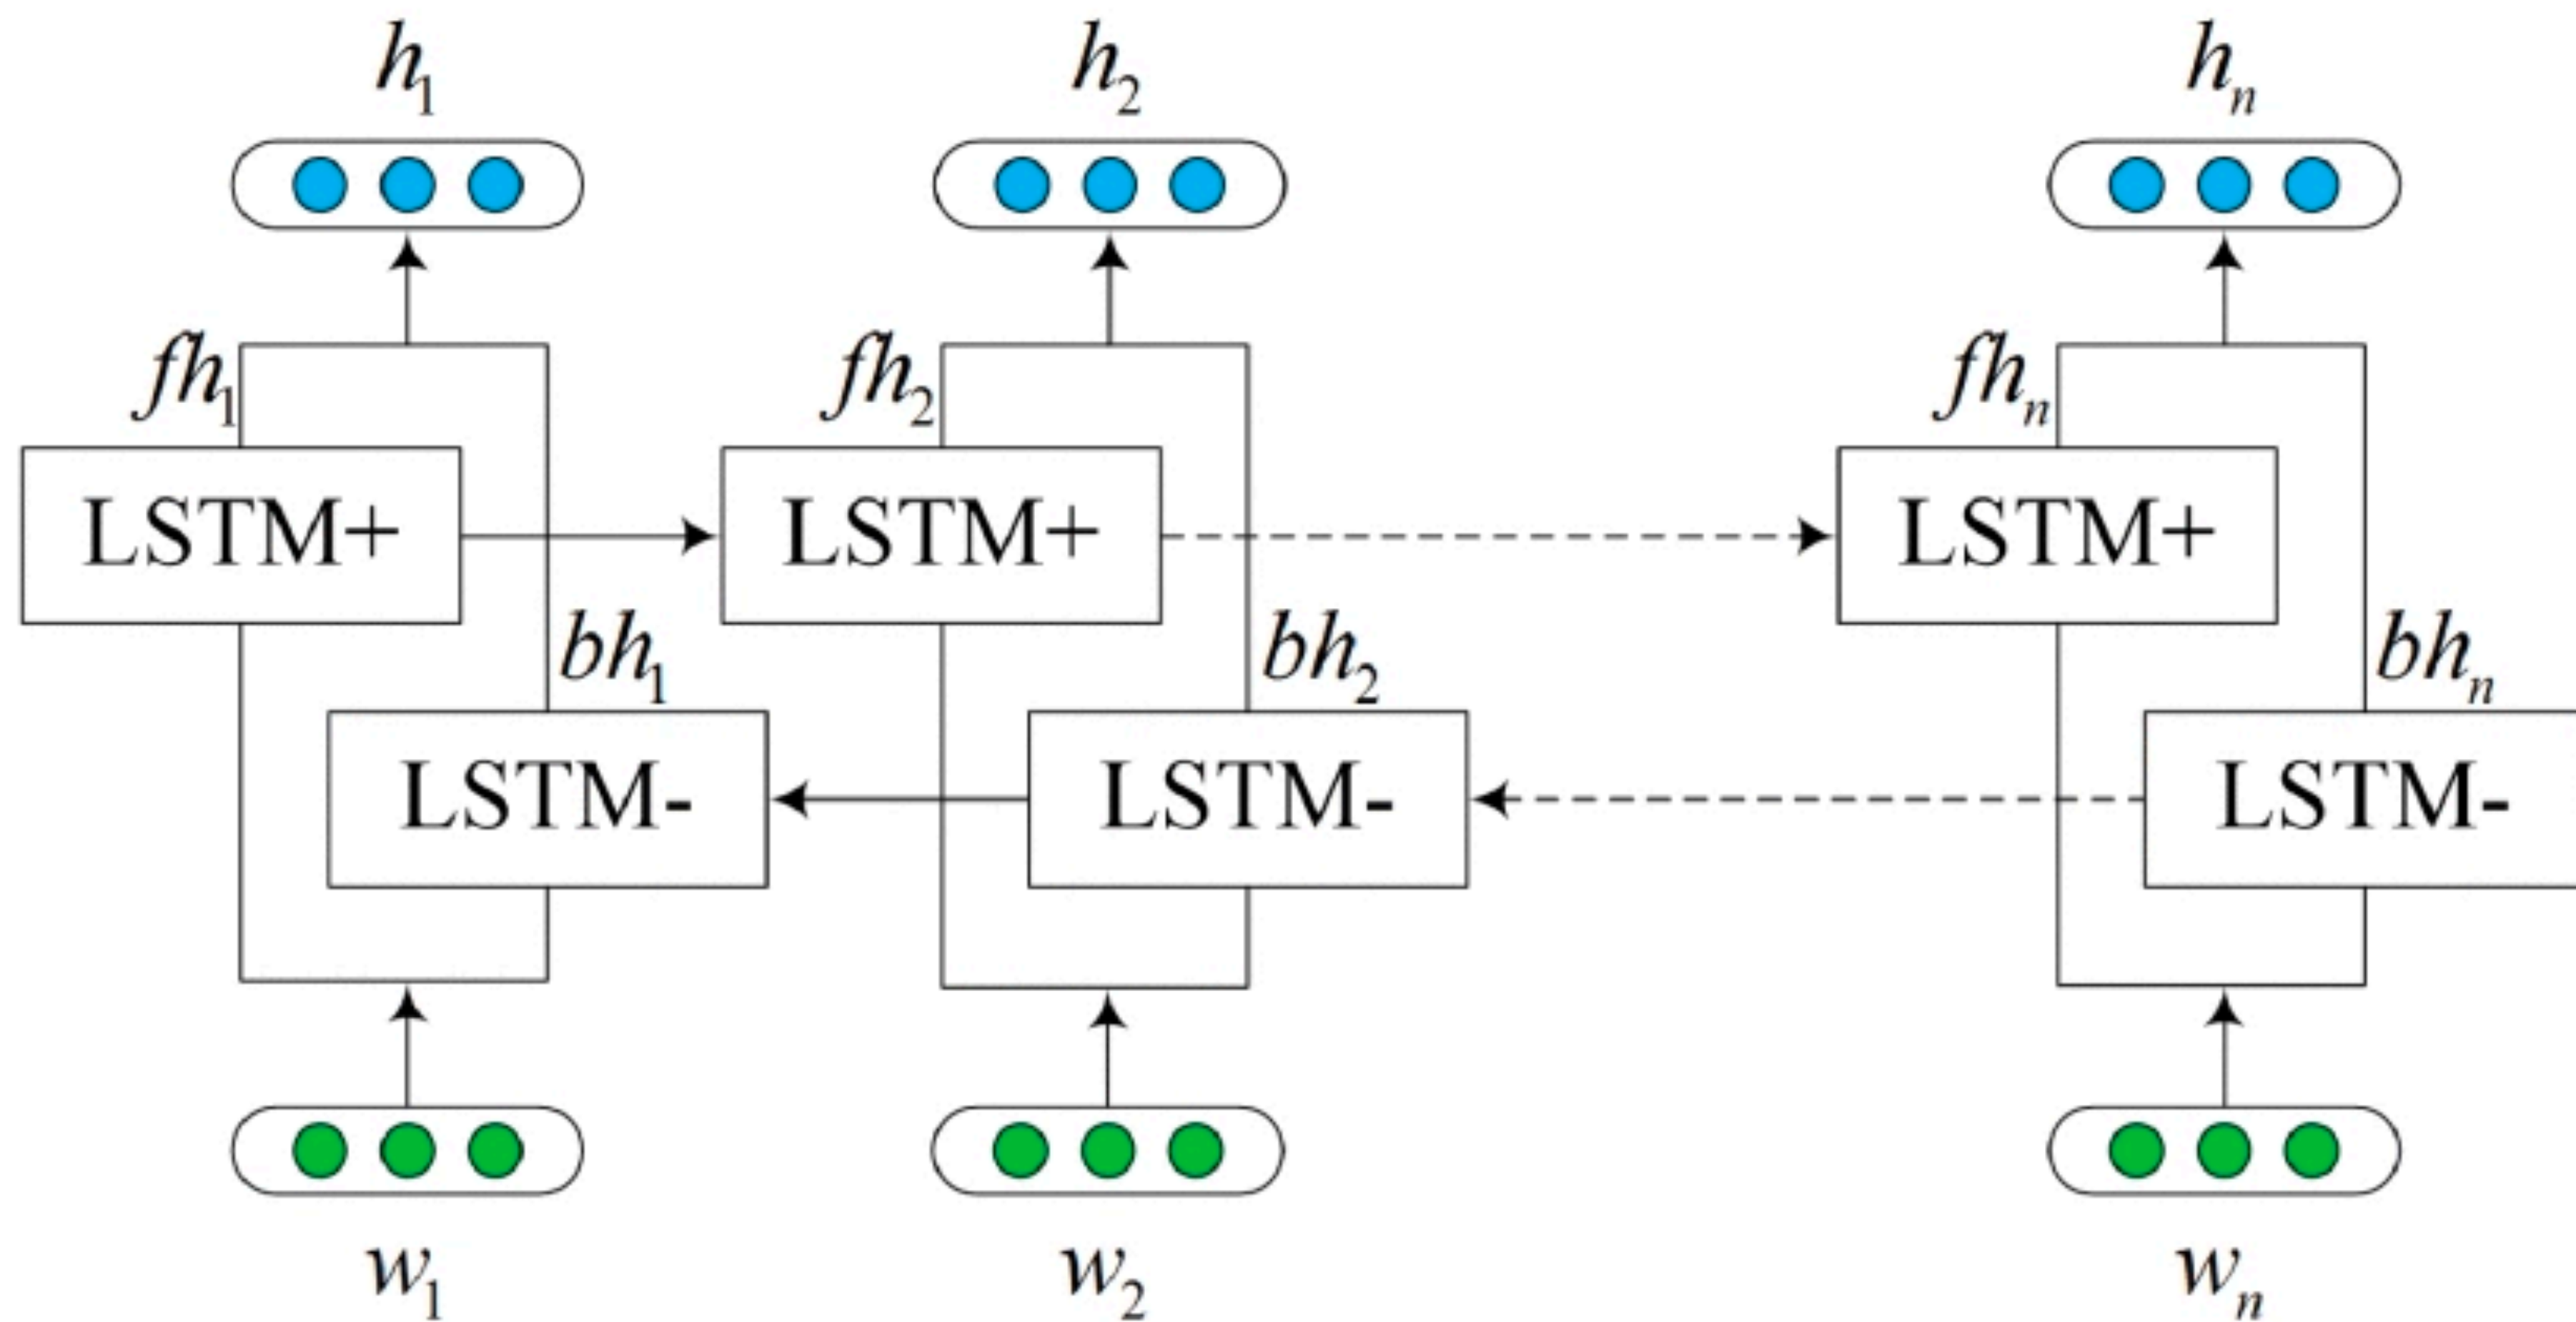 h₁ h₂ hₙ
fh₁ fh₂ fhₙ
LSTM+ LSTM+ LSTM+
bh₁ bh₂ bhₙ
LSTM- LSTM- LSTM-
w₁ w₂ wₙ